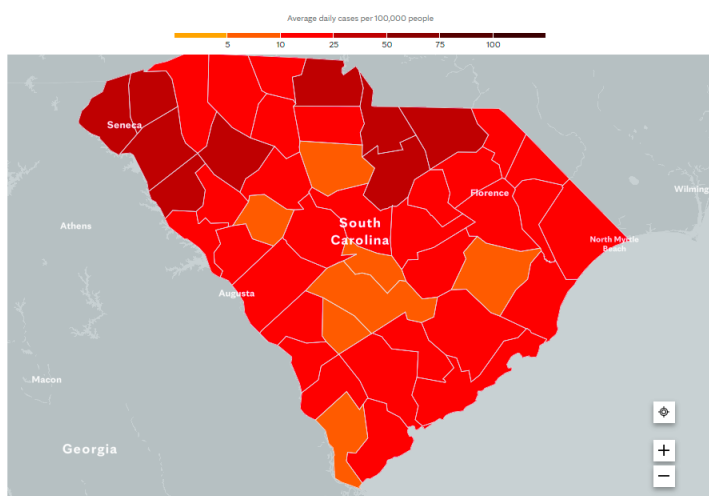 Average daily cases per 100,000 people
5 10 25 50 75 100
Seneca
Florence
Wilming
Athens
South
Carolina
North Myrtle
Beach
Augusta
Macon
Georgia
+
−